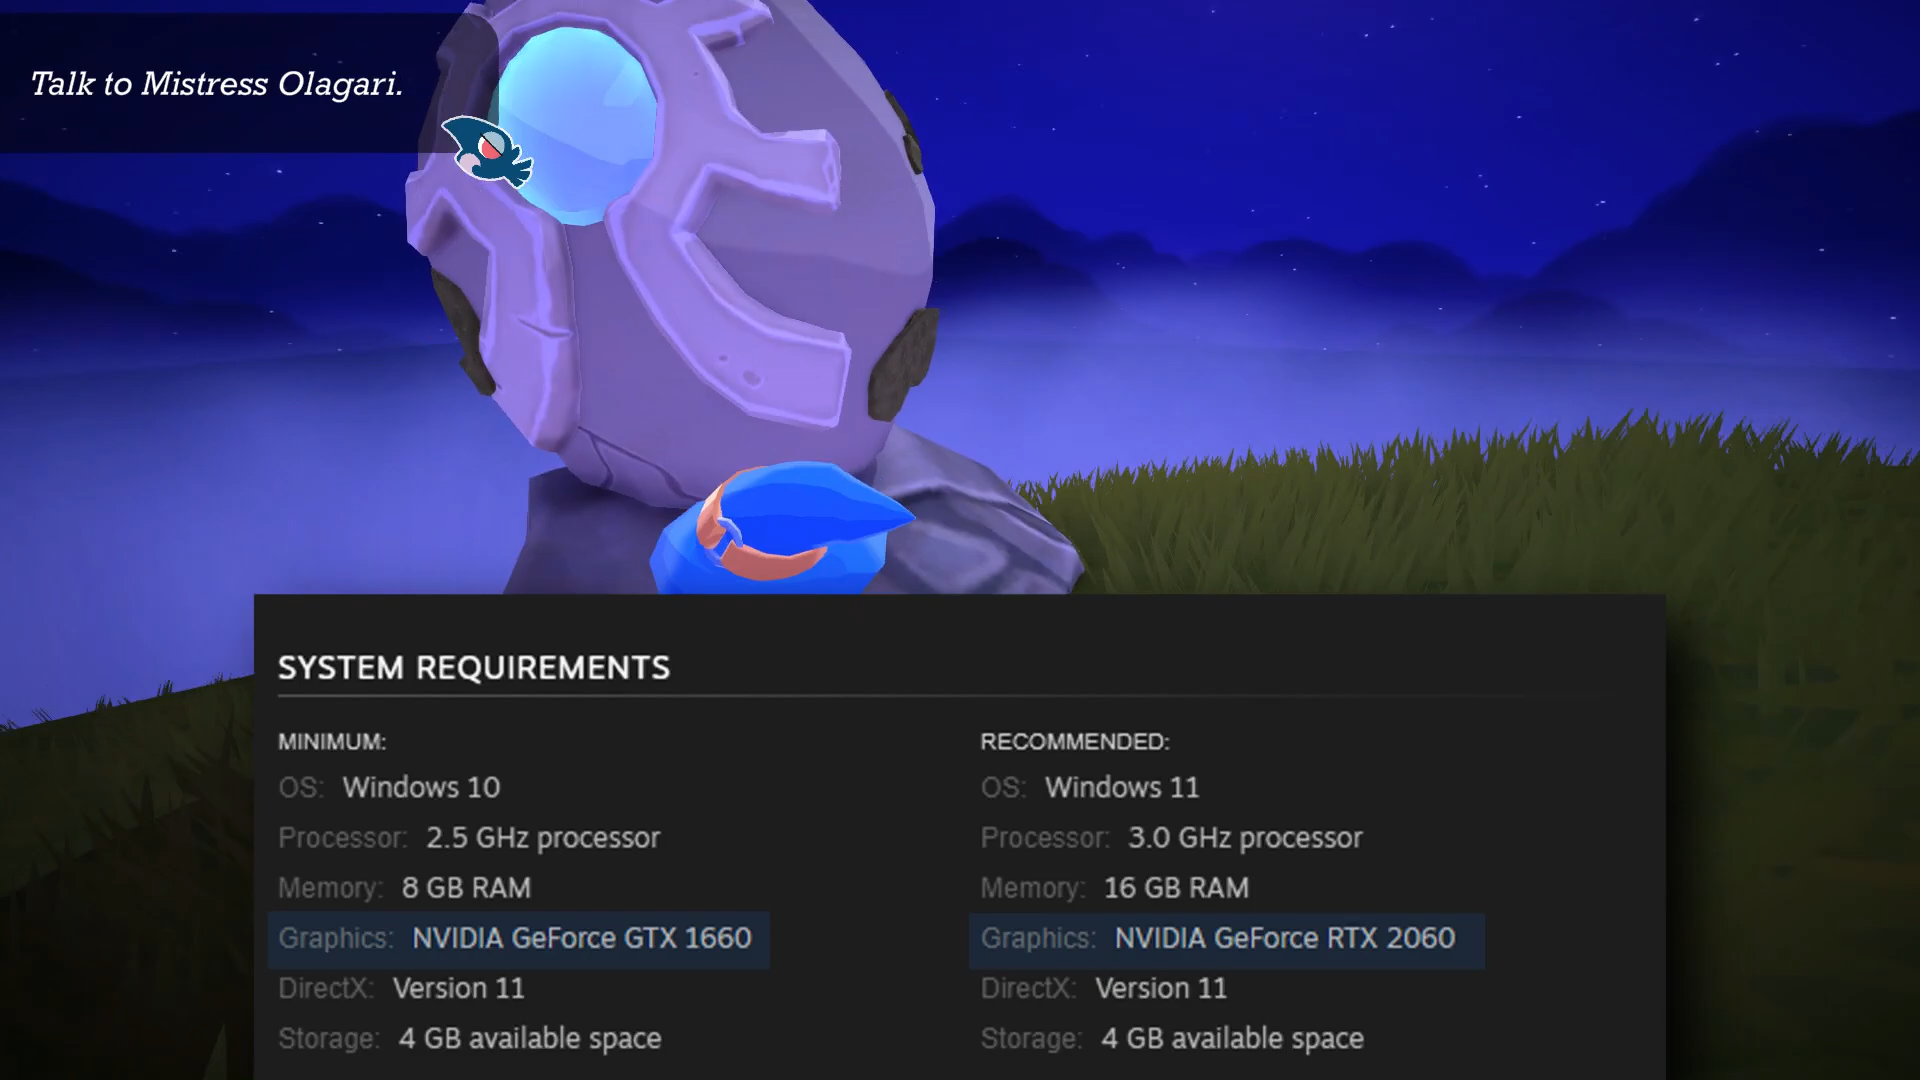 Talk to Mistress Olagari.
SYSTEM REQUIREMENTS
MINIMUM:
OS: Windows 10
Processor: 2.5 GHz processor
Memory: 8 GB RAM
Graphics: NVIDIA GeForce GTX 1660
DirectX: Version 11
Storage: 4 GB available space
RECOMMENDED:
OS: Windows 11
Processor: 3.0 GHz processor
Memory: 16 GB RAM
Graphics: NVIDIA GeForce RTX 2060
DirectX: Version 11
Storage: 4 GB available space